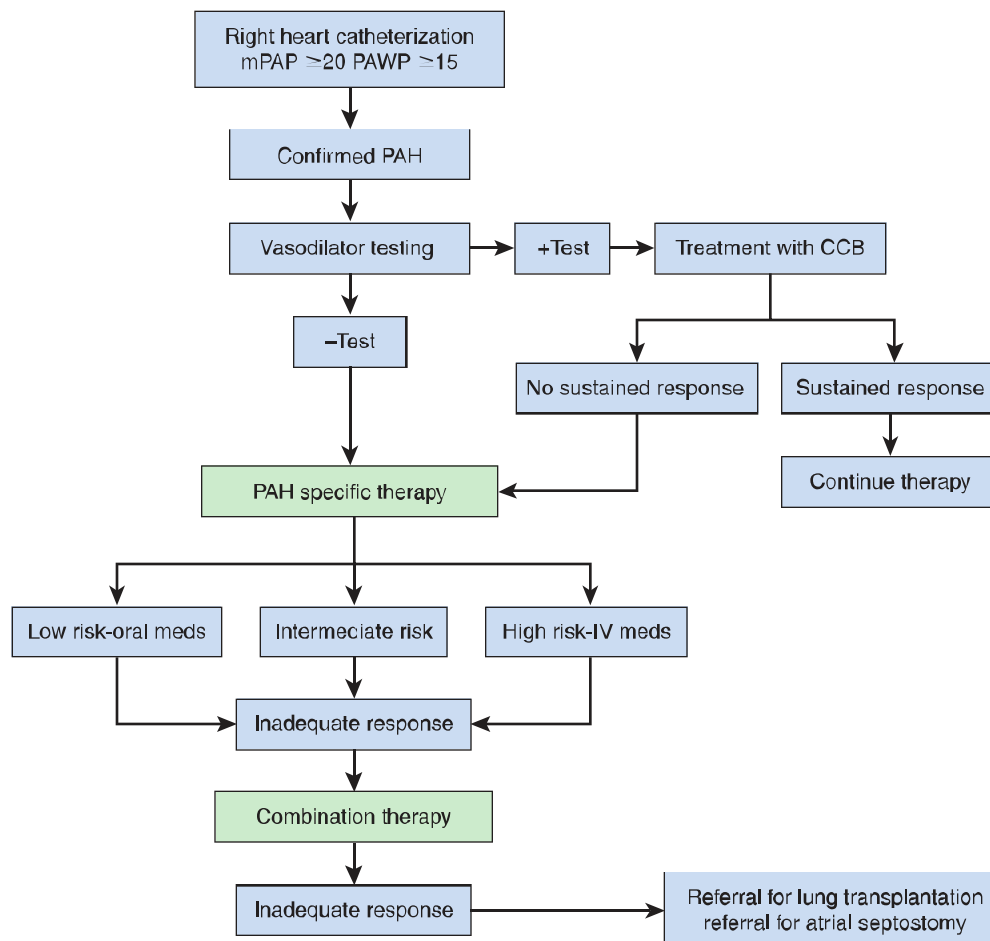 Right heart catheterization
mPAP ≥20 PAWP ≥15
Confirmed PAH
Vasodilator testing
+Test
Treatment with CCB
–Test
No sustained response
Sustained response
Continue therapy
PAH specific therapy
Low risk-oral meds
Intermediate risk
High risk-IV meds
Inadequate response
Combination therapy
Inadequate response
Referral for lung transplantation
referral for atrial septostomy